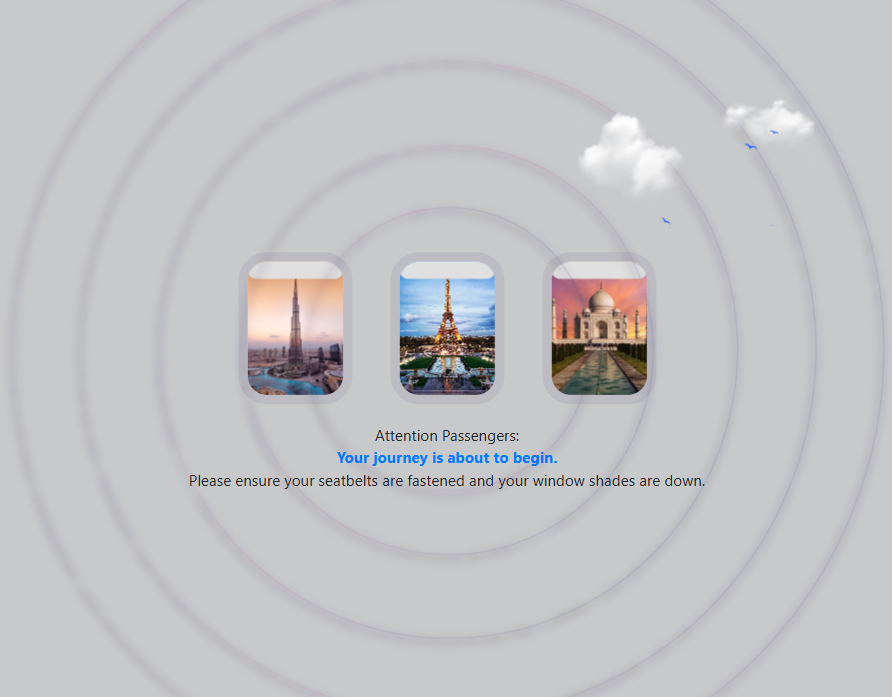 Attention Passengers:
Your journey is about to begin.
Please ensure your seatbelts are fastened and your window shades are down.